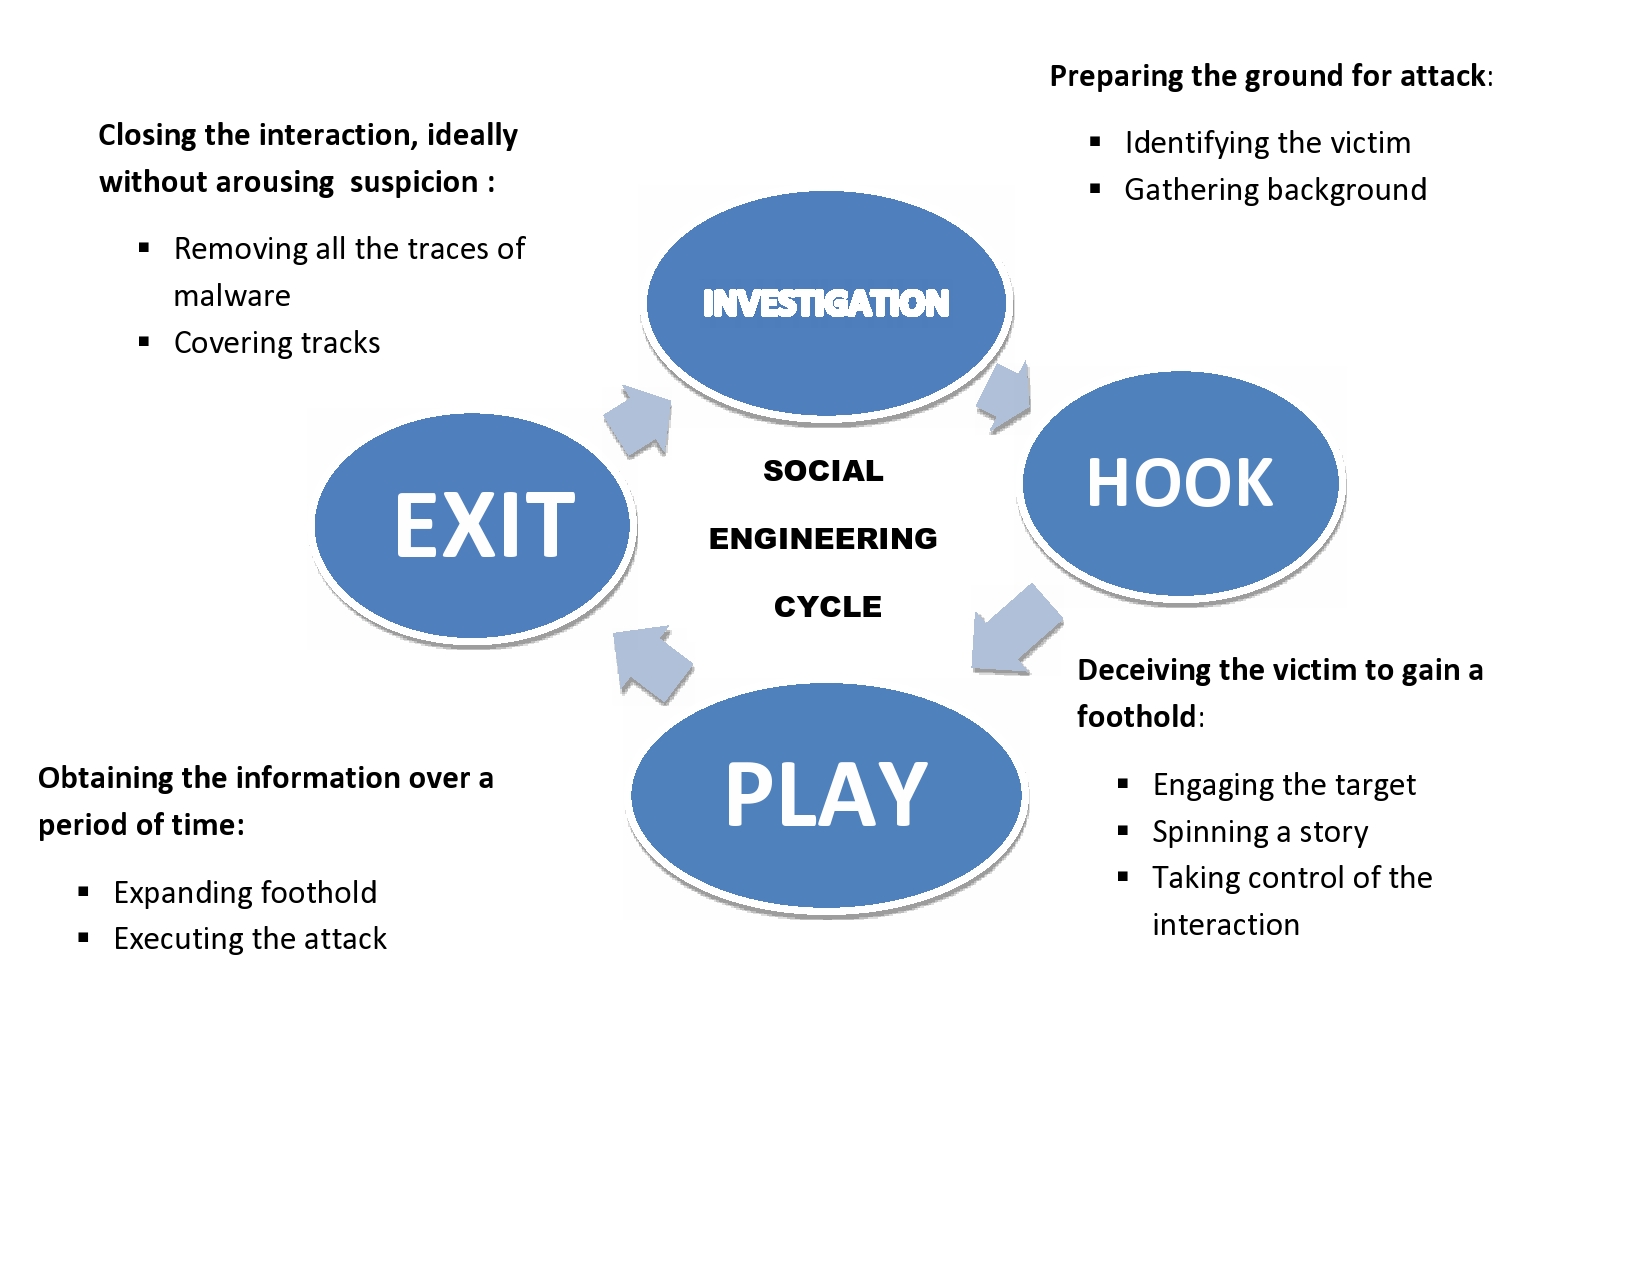 Preparing the ground for attack:
▪ Identifying the victim
▪ Gathering background
Closing the interaction, ideally
without arousing  suspicion :
▪ Removing all the traces of
malware
▪ Covering tracks
INVESTIGATION
HOOK
EXIT
SOCIAL
ENGINEERING
CYCLE
PLAY
Deceiving the victim to gain a
foothold:
▪ Engaging the target
▪ Spinning a story
▪ Taking control of the
interaction
Obtaining the information over a
period of time:
▪ Expanding foothold
▪ Executing the attack